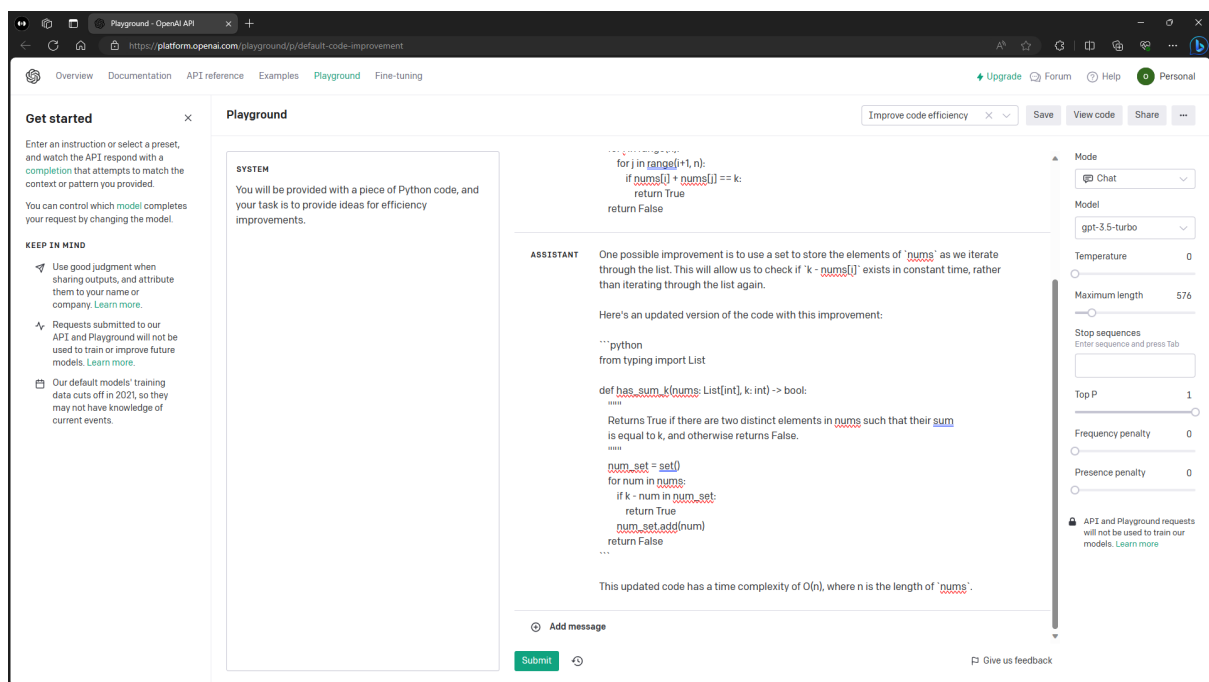 Playground - OpenAI API
https://platform.openai.com/playground/p/default-code-improvement
Overview Documentation API reference Examples Playground Fine-tuning
Upgrade Forum Help O Personal
Get started
Enter an instruction or select a preset,
and watch the API respond with a
completion that attempts to match the
context or pattern you provided.
You can control which model completes
your request by changing the model.
KEEP IN MIND
Use good judgment when
sharing outputs, and attribute
them to your name or
company. Learn more.
Requests submitted to our
API and Playground will not be
used to train or improve future
models. Learn more.
Our default models' training
data cuts off in 2021, so they
may not have knowledge of
current events.
Playground
Improve code efficiency
Save
View code
Share
SYSTEM
You will be provided with a piece of Python code, and
your task is to provide ideas for efficiency
improvements.
for j in range(i+1, n):
if nums[i] + nums[j] == k:
return True
return False
ASSISTANT
One possible improvement is to use a set to store the elements of `nums` as we iterate
through the list. This will allow us to check if `k - nums[i]` exists in constant time, rather
than iterating through the list again.
Here's an updated version of the code with this improvement:
```python
from typing import List
def has_sum_k(nums: List[int], k: int) -> bool:
"""
Returns True if there are two distinct elements in nums such that their sum
is equal to k, and otherwise returns False.
"""
num_set = set()
for num in nums:
if k - num in num_set:
return True
num_set.add(num)
return False
```
This updated code has a time complexity of O(n), where n is the length of `nums`.
Add message
Submit
Give us feedback
Mode
Chat
Model
gpt-3.5-turbo
Temperature 0
Maximum length 576
Stop sequences
Enter sequence and press Tab
Top P 1
Frequency penalty 0
Presence penalty 0
API and Playground requests
will not be used to train our
models. Learn more